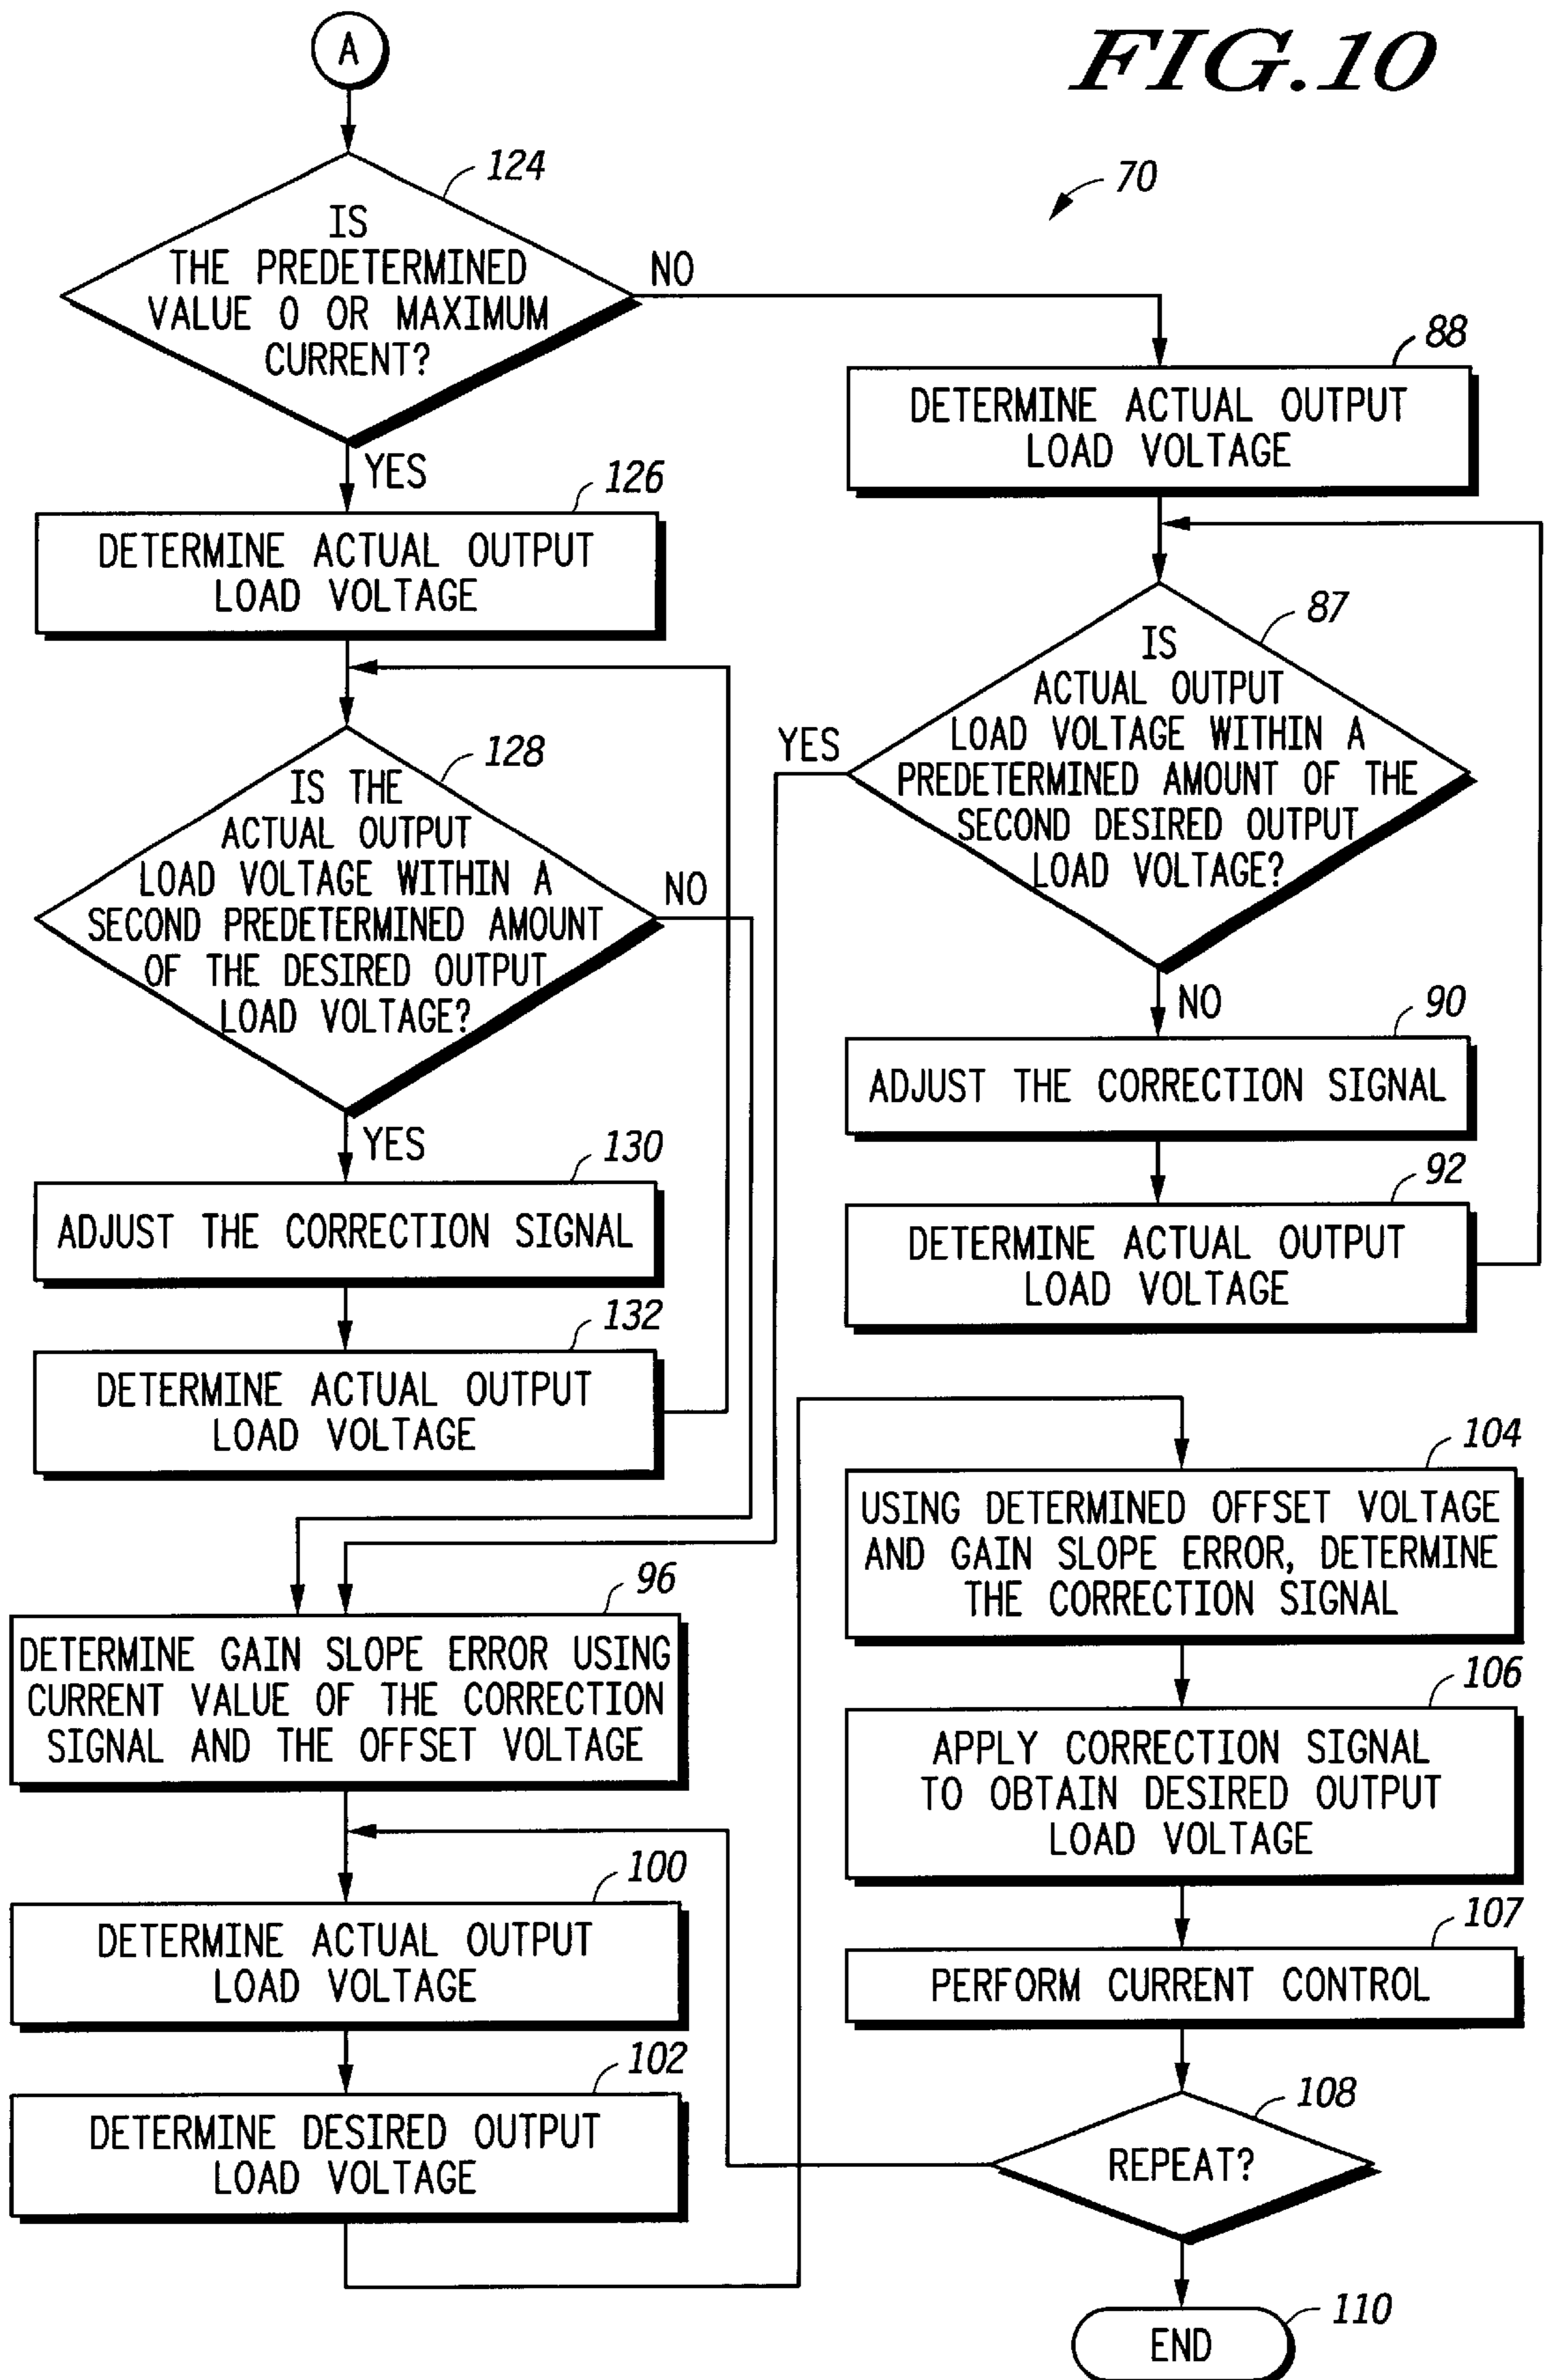 FIG.10
A
70
124
IS
THE PREDETERMINED
VALUE 0 OR MAXIMUM
CURRENT?
NO
YES
126
DETERMINE ACTUAL OUTPUT
LOAD VOLTAGE
128
IS THE
ACTUAL OUTPUT
LOAD VOLTAGE WITHIN A
SECOND PREDETERMINED AMOUNT
OF THE DESIRED OUTPUT
LOAD VOLTAGE?
NO
YES
130
ADJUST THE CORRECTION SIGNAL
132
DETERMINE ACTUAL OUTPUT
LOAD VOLTAGE
88
DETERMINE ACTUAL OUTPUT
LOAD VOLTAGE
87
IS
ACTUAL OUTPUT
LOAD VOLTAGE WITHIN A
PREDETERMINED AMOUNT OF THE
SECOND DESIRED OUTPUT
LOAD VOLTAGE?
YES
NO
90
ADJUST THE CORRECTION SIGNAL
92
DETERMINE ACTUAL OUTPUT
LOAD VOLTAGE
96
DETERMINE GAIN SLOPE ERROR USING
CURRENT VALUE OF THE CORRECTION
SIGNAL AND THE OFFSET VOLTAGE
100
DETERMINE ACTUAL OUTPUT
LOAD VOLTAGE
102
DETERMINE DESIRED OUTPUT
LOAD VOLTAGE
104
USING DETERMINED OFFSET VOLTAGE
AND GAIN SLOPE ERROR, DETERMINE
THE CORRECTION SIGNAL
106
APPLY CORRECTION SIGNAL
TO OBTAIN DESIRED OUTPUT
LOAD VOLTAGE
107
PERFORM CURRENT CONTROL
108
REPEAT?
110
END